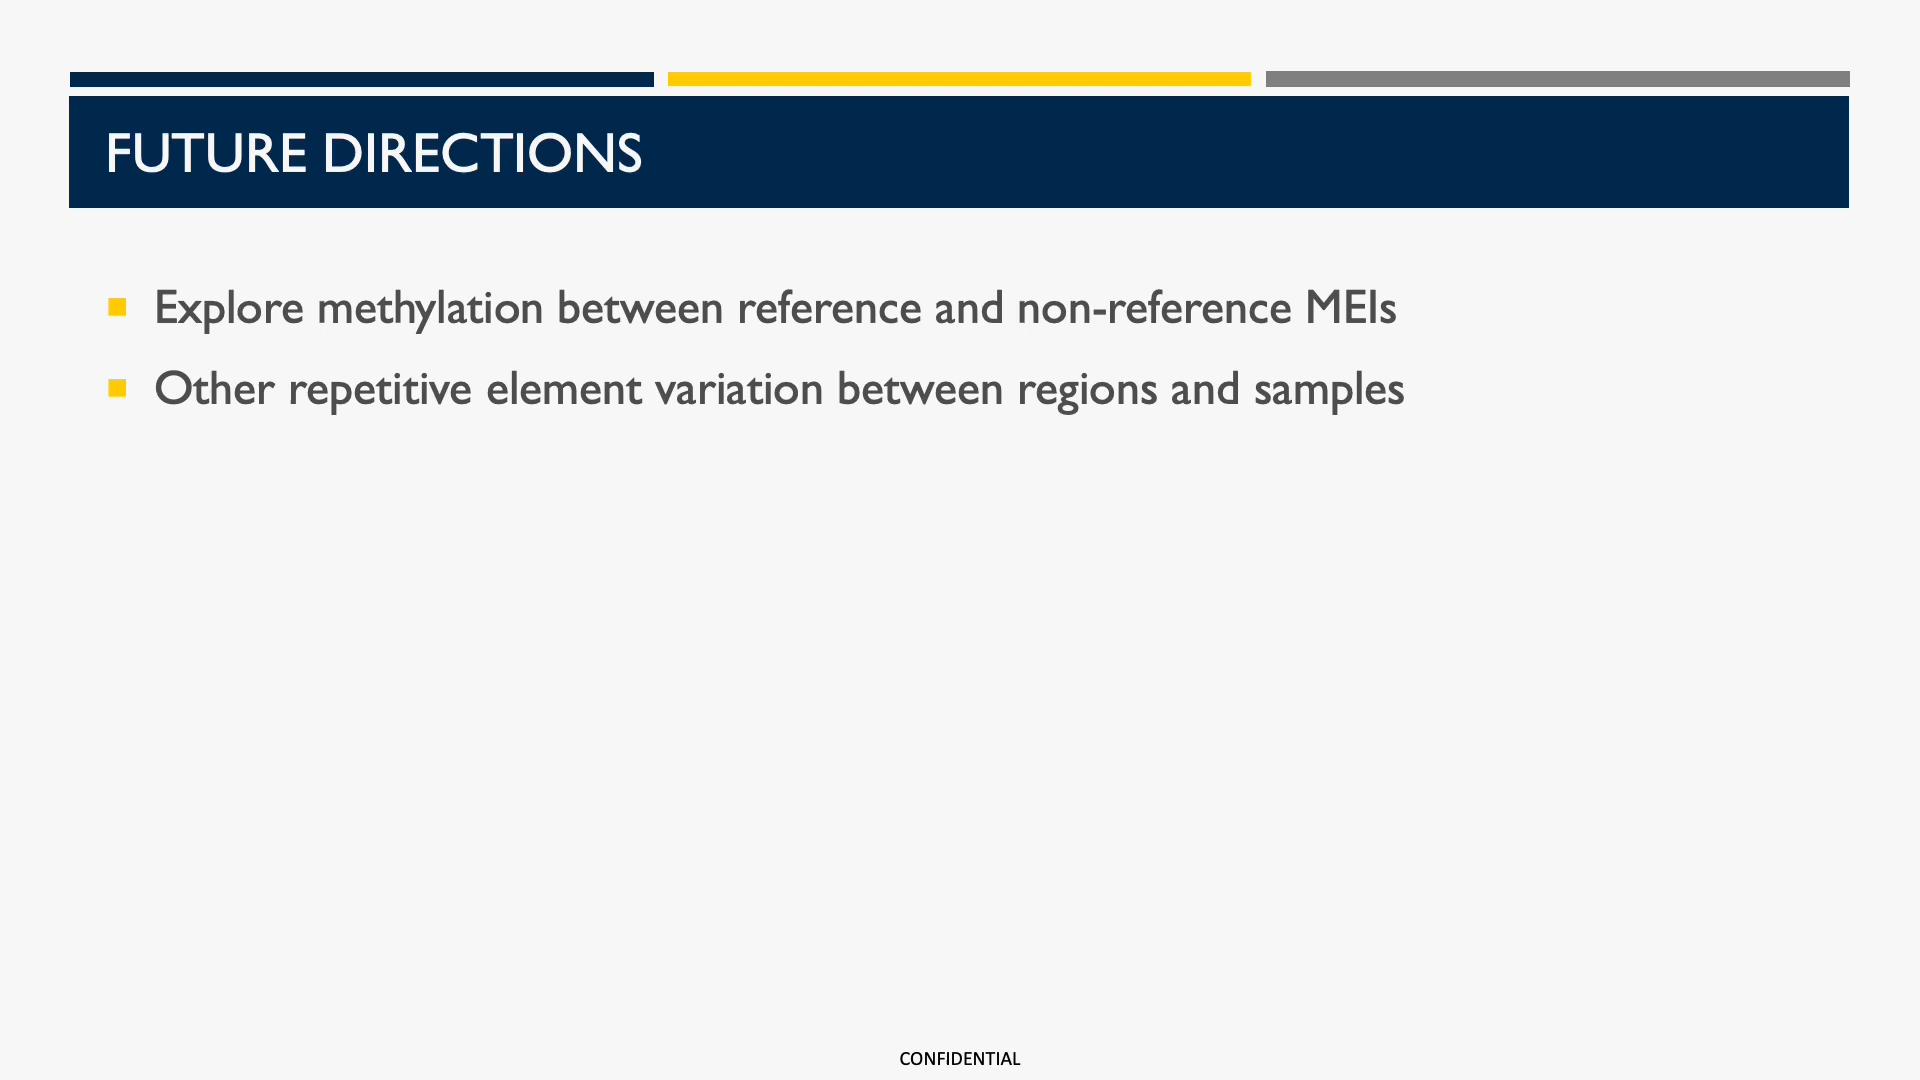 FUTURE DIRECTIONS
Explore methylation between reference and non-reference MEIs
Other repetitive element variation between regions and samples
CONFIDENTIAL